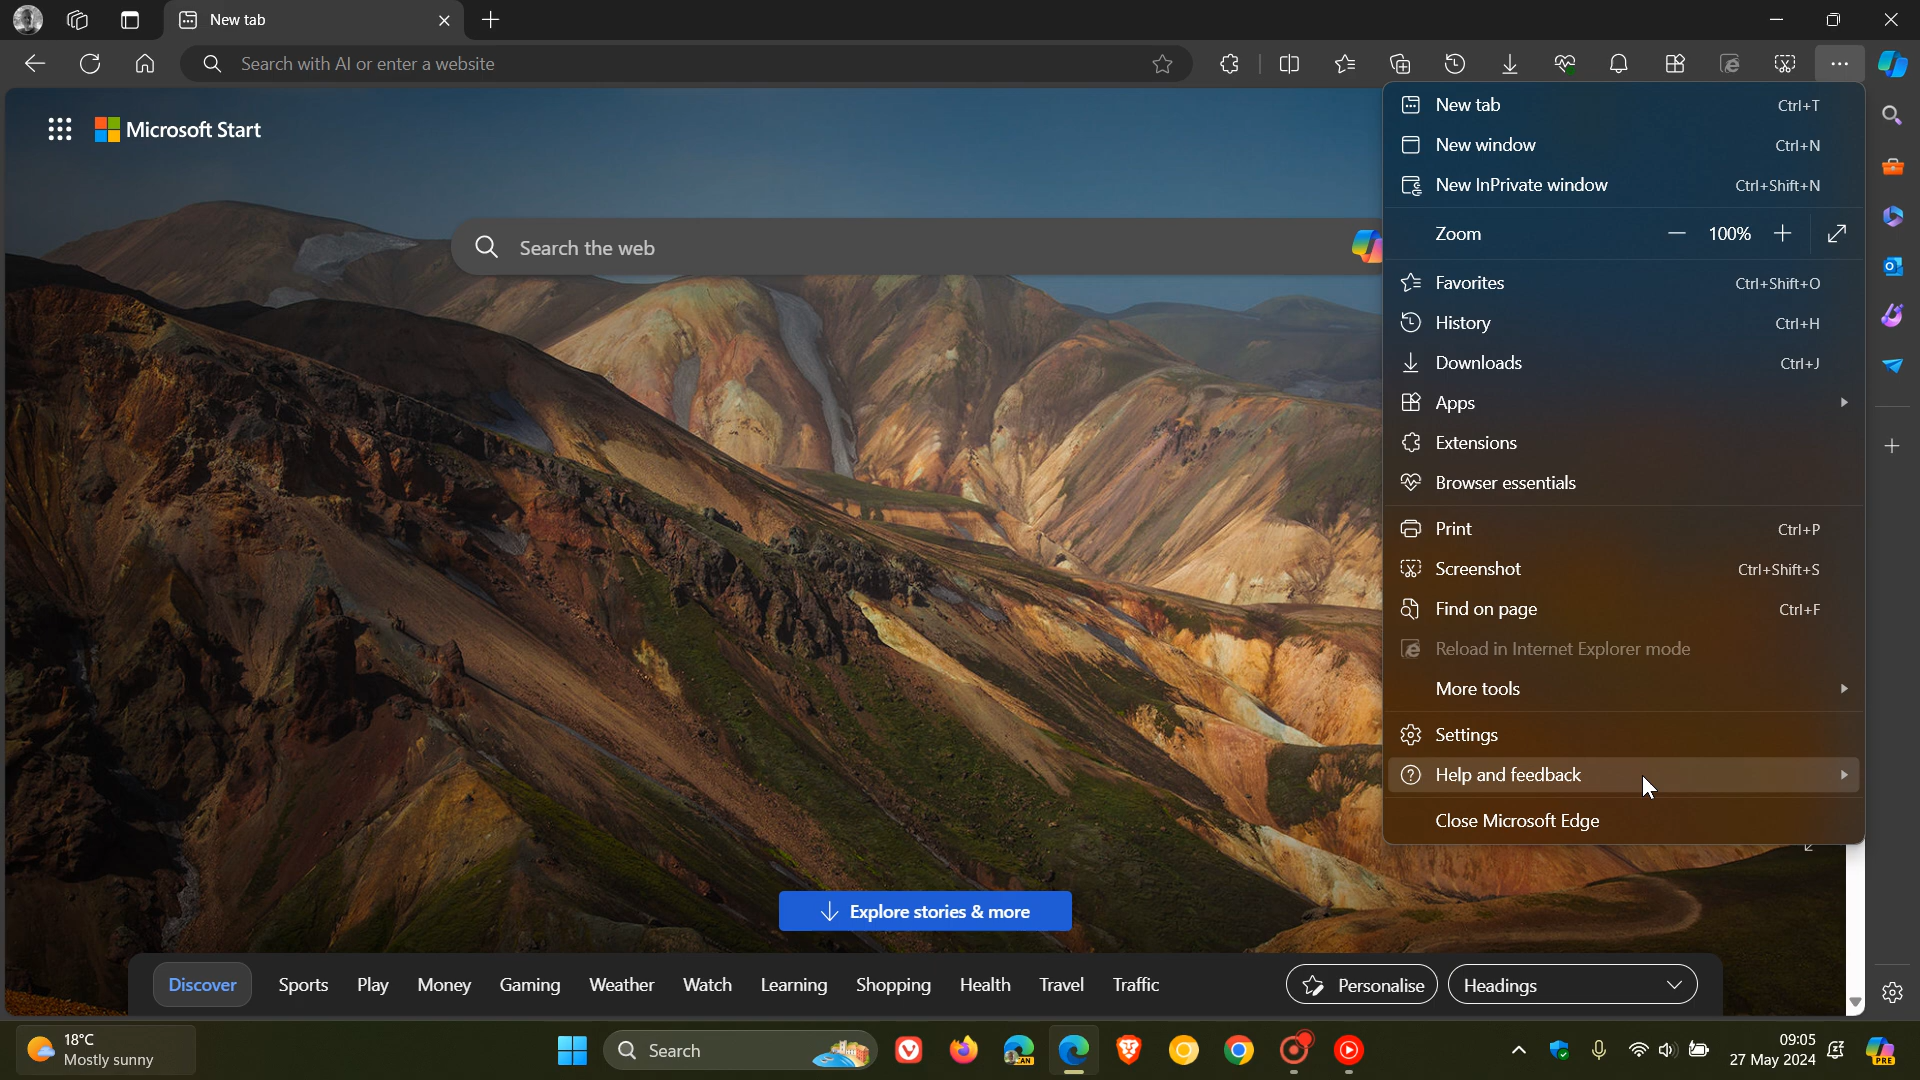 New tab
Search with AI or enter a website
Microsoft Start
Search the web
New tab Ctrl+T
New window Ctrl+N
New InPrivate window Ctrl+Shift+N
Zoom 100%
Favorites Ctrl+Shift+O
History Ctrl+H
Downloads Ctrl+J
Apps
Extensions
Browser essentials
Print Ctrl+P
Screenshot Ctrl+Shift+S
Find on page Ctrl+F
Reload in Internet Explorer mode
More tools
Settings
Help and feedback
Close Microsoft Edge
Explore stories & more
Discover Sports Play Money Gaming Weather Watch Learning Shopping Health Travel Traffic Personalise Headings
18°C
Mostly sunny
Search
CAN
09:05
27 May 2024
PRE